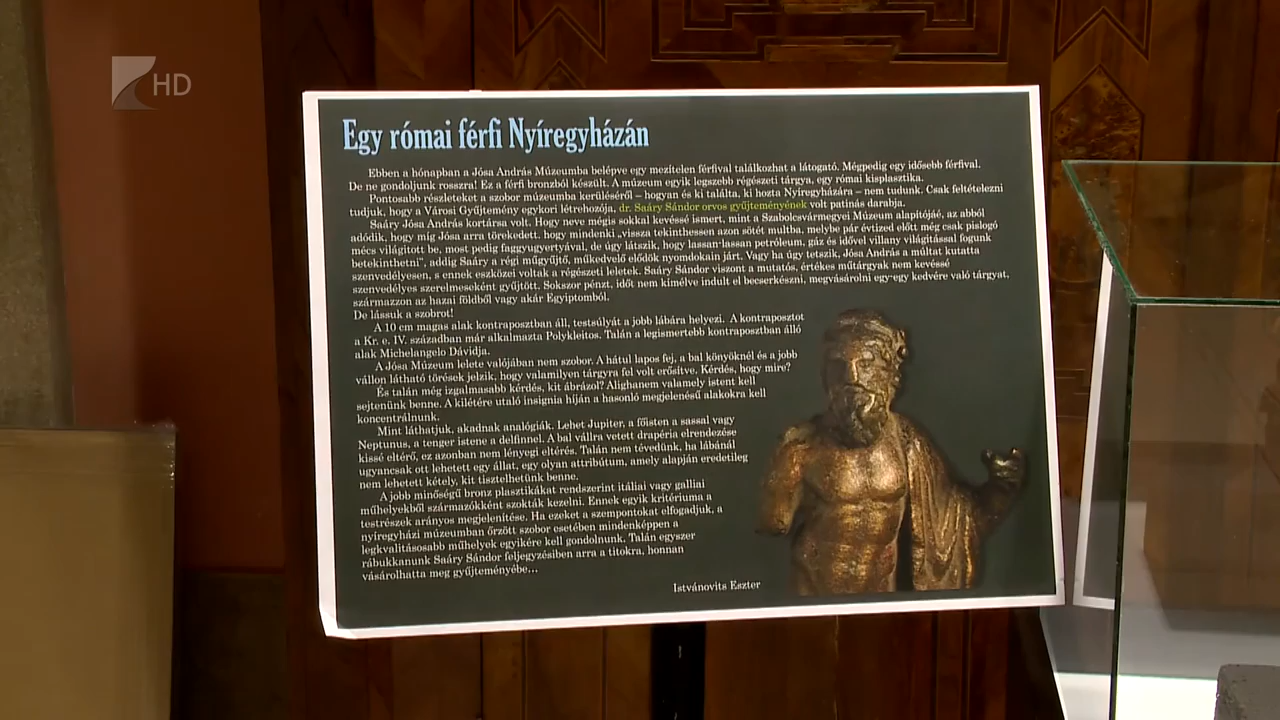 HD
Egy római férfi Nyíregyházán
Ebben a hónapban a Jósa András Múzeumba belépve egy mezítelen férfival találkozhat a látogató. Mégpedig egy idősebb férfival.
De ne gondoljunk rosszra! Ez a férfi bronzból készült. A múzeum egyik legszebb régészeti tárgya, egy római kisplasztika.
Pontosabb részleteket a szobor múzeumba kerüléséről – hogyan és ki találta, ki hozta Nyíregyházára – nem tudunk. Csak feltételezni
tudjuk, hogy a Városi Gyűjtemény egykori létrehozója, dr. Saáry Sándor orvos gyűjteményének volt patinás darabja.
Saáry Jósa András kortársa volt. Hogy neve mégis sokkal kevéssé ismert, mint a Szabolcsvármegyei Múzeum alapítójáé, az abból
adódik, hogy míg Jósa arra törekedett, hogy mindenki „vissza tekinthessen azon sötét multba, melybe pár évtized előtt még csak pislogó
mécs világitott be, most pedig faggyugyertyával, de úgy látszik, hogy lassan-lassan petróleum, gáz és idővel villany világitással fogunk
betekinthetni", addig Saáry a régi műgyűjtő, műkedvelő elődök nyomdokain járt. Vagy ha úgy tetszik, Jósa András a múltat kutatta
szenvedélyesen, s ennek eszközei voltak a régészeti leletek. Saáry Sándor viszont a mutatós, értékes műtárgyak nem kevéssé
szenvedélyes szerelmeseként gyűjtött. Sokszor pénzt, időt nem kímélve indult el becserkészni, megvásárolni egy-egy kedvére való tárgyat,
származzon az hazai földből vagy akár Egyiptomból.
De lássuk a szobrot!
A 10 cm magas alak kontraposztban áll, testsúlyát a jobb lábára helyezi. A kontraposztot
a Kr. e. IV. században már alkalmazta Polykleitos. Talán a legismertebb kontraposztban álló
alak Michelangelo Dávidja.
A Jósa Múzeum lelete valójában nem szobor. A hátul lapos fej, a bal könyöknél és a jobb
vállon látható törések jelzik, hogy valamilyen tárgyra fel volt erősítve. Kérdés, hogy mire?
És talán még izgalmasabb kérdés, kit ábrázol? Alighanem valamely istent kell
sejtenünk benne. A kilétére utaló insignia híján a hasonló megjelenésű alakokra kell
koncentrálnunk.
Mint láthatjuk, akadnak analógiák. Lehet Jupiter, a főisten a sassal vagy
Neptunus, a tenger istene a delfinnel. A bal vállra vetett drapéria elrendezése
kissé eltérő, ez azonban nem lényegi eltérés. Talán nem tévedünk, ha lábánál
ugyancsak ott lehetett egy állat, egy olyan attribútum, amely alapján eredetileg
nem lehetett kétely, kit tisztelhetünk benne.
A jobb minőségű bronz plasztikákat rendszerint itáliai vagy galliai
műhelyekből származókként szokták kezelni. Ennek egyik kritériuma a
testrészek arányos megjelenítése. Ha ezeket a szempontokat elfogadjuk, a
nyíregyházi múzeumban őrzött szobor esetében mindenképpen a
legkvalitásosabb műhelyek egyikére kell gondolnunk. Talán egyszer
rábukkanunk Saáry Sándor feljegyzésiben arra a titokra, honnan
vásárolhatta meg gyűjteményébe...
Istvánovits Eszter